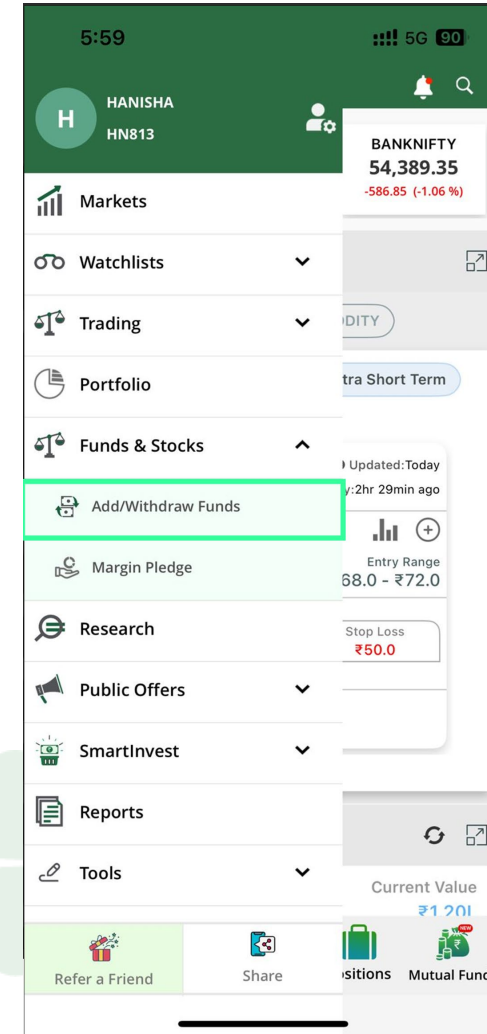 5:59
5G 90
H
HANISHA
HN813
BANKNIFTY
54,389.35
-586.85 (-1.06 %)
Markets
Watchlists
Trading
DITY
Portfolio
tra Short Term
Funds & Stocks
Updated:Today
y:2hr 29min ago
Add/Withdraw Funds
Entry Range
68.0 - ₹72.0
Margin Pledge
Research
Stop Loss
₹50.0
Public Offers
SmartInvest
Reports
Tools
Current Value
₹1.20L
NEW
Refer a Friend
Share
sitions
Mutual Fund